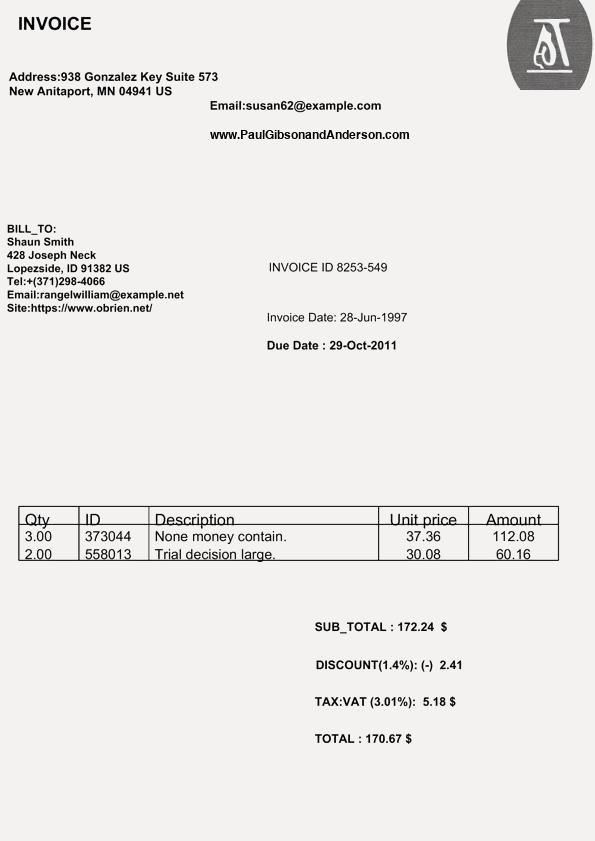 INVOICE
Address:938 Gonzalez Key Suite 573
New Anitaport, MN 04941 US
Email:susan62@example.com
www.PaulGibsonandAnderson.com
BILL_TO:
Shaun Smith
428 Joseph Neck
Lopezside, ID 91382 US
Tel:+(371)298-4066
Email:rangelwilliam@example.net
Site:https://www.obrien.net/
INVOICE ID 8253-549
Invoice Date: 28-Jun-1997
Due Date : 29-Oct-2011
Qty ID Description Unit price Amount
3.00 373044 None money contain. 37.36 112.08
2.00 558013 Trial decision large. 30.08 60.16
SUB_TOTAL : 172.24 $
DISCOUNT(1.4%): (-) 2.41
TAX:VAT (3.01%): 5.18 $
TOTAL : 170.67 $